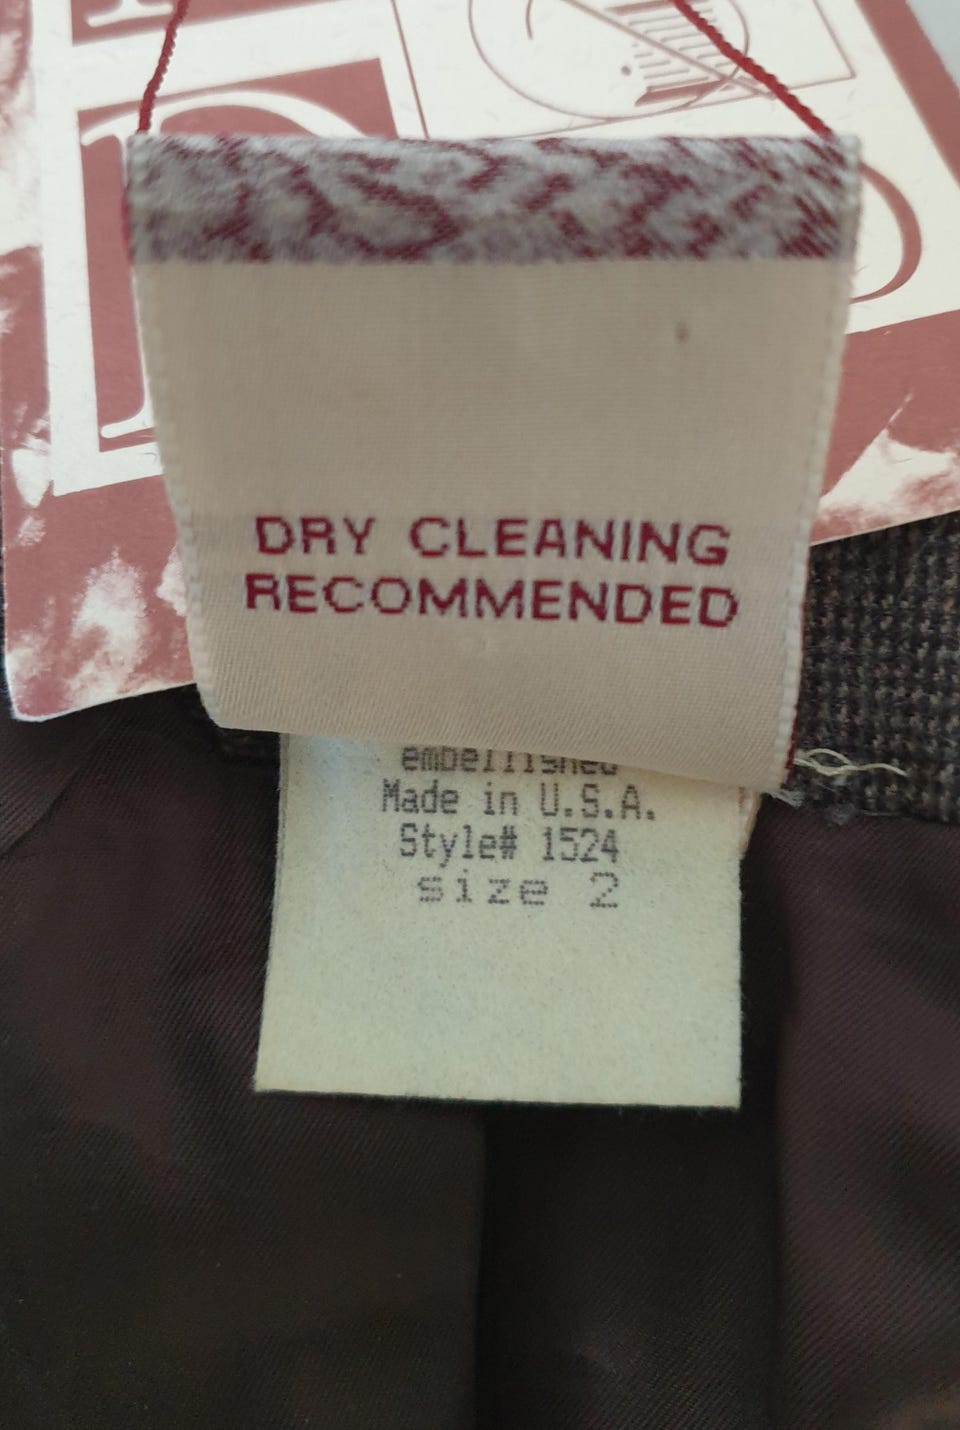 DRY CLEANING
RECOMMENDED
embellished
Made in U.S.A.
Style# 1524
size 2